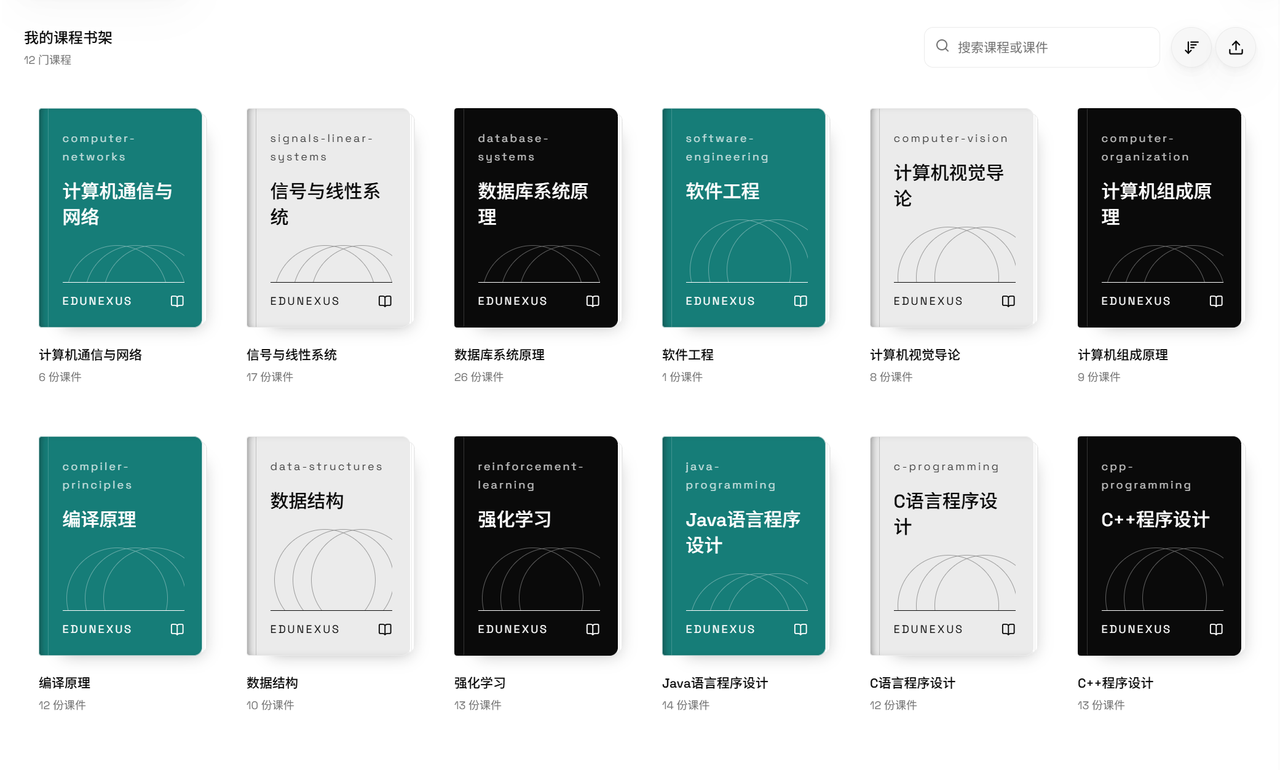 我的课程书架
12 门课程
搜索课程或课件
computer-
networks
计算机通信与
网络
EDUNEXUS
计算机通信与网络
6 份课件
signals-linear-
systems
信号与线性系
统
EDUNEXUS
信号与线性系统
17 份课件
database-
systems
数据库系统原
理
EDUNEXUS
数据库系统原理
26 份课件
software-
engineering
软件工程
EDUNEXUS
软件工程
1 份课件
computer-vision
计算机视觉导
论
EDUNEXUS
计算机视觉导论
8 份课件
computer-
organization
计算机组成原
理
EDUNEXUS
计算机组成原理
9 份课件
compiler-
principles
编译原理
EDUNEXUS
编译原理
12 份课件
data-structures
数据结构
EDUNEXUS
数据结构
10 份课件
reinforcement-
learning
强化学习
EDUNEXUS
强化学习
13 份课件
java-
programming
Java语言程序
设计
EDUNEXUS
Java语言程序设计
14 份课件
c-programming
C语言程序设
计
EDUNEXUS
C语言程序设计
12 份课件
cpp-
programming
C++程序设计
EDUNEXUS
C++程序设计
13 份课件